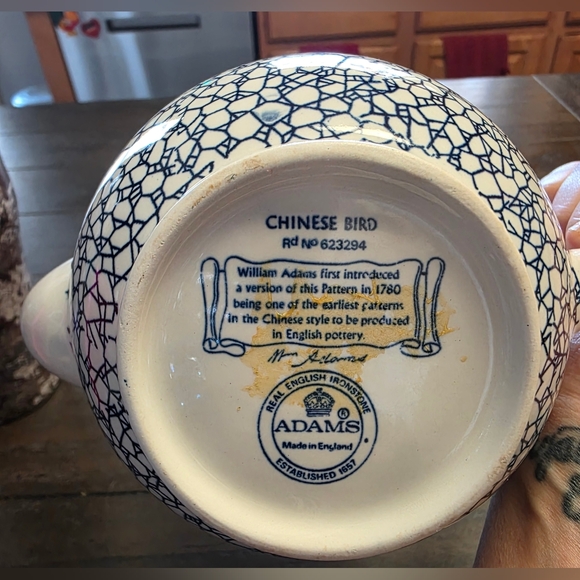 CHINESE BIRD
Rd No 623294
William Adams first introduced
a version of this Pattern in 1780
being one of the earliest patterns
in the Chinese style to be produced
in English pottery.
Wm Adams
REAL ENGLISH IRONSTONE
®
ADAMS
Made in England
ESTABLISHED 1657